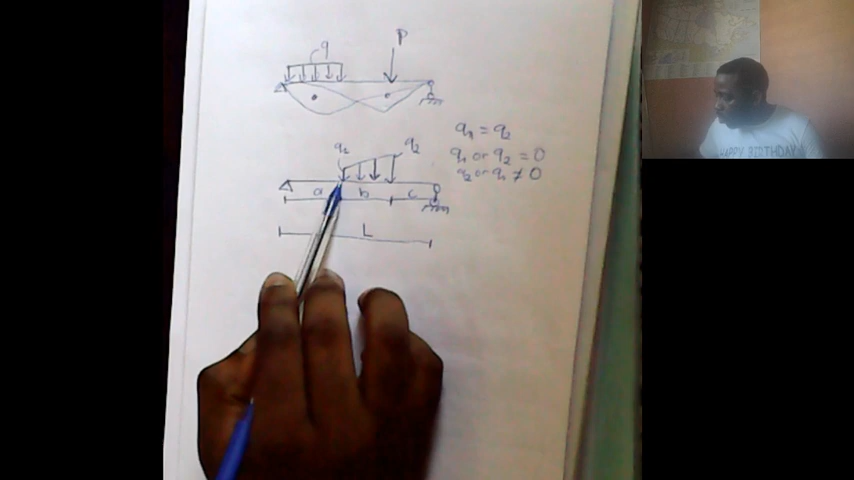 q
P
q₁ = q₂
q₁ q₂
q₁ or q₂ = 0
q₂ or q₁ ≠ 0
a b c
L
HAPPY BIRTHDAY